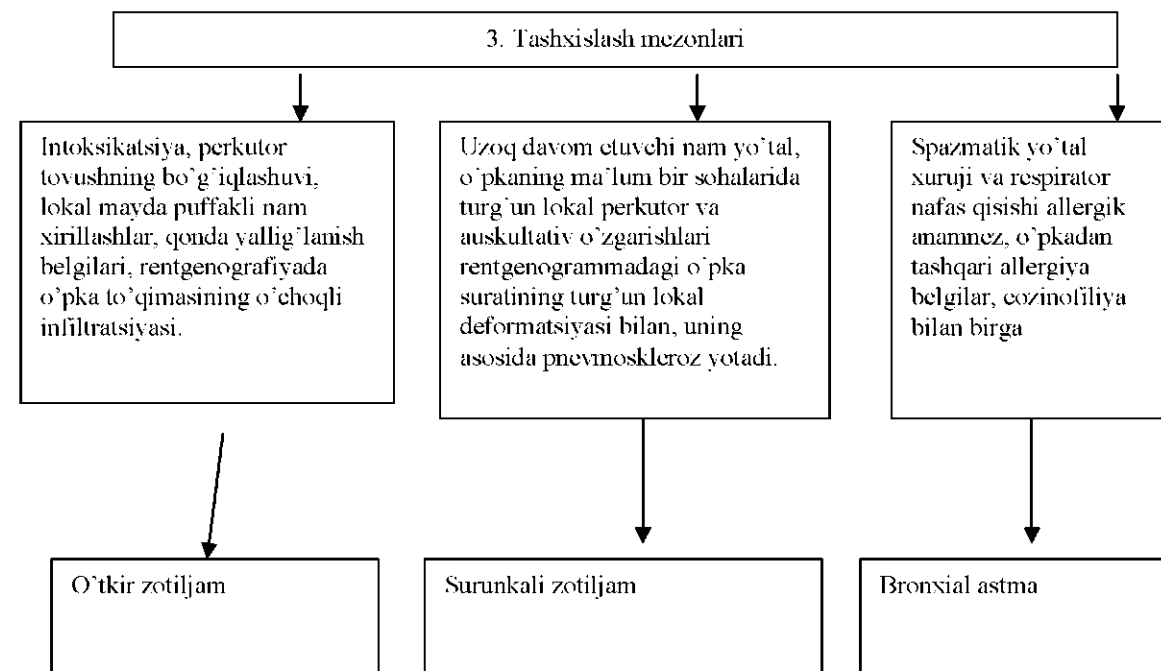 3. Tashxislash mezonlari
Intoksikatsiya, perkutor
tovushning bo`g`iqlashuvi,
lokal mayda puffakli nam
xirillashlar, qonda yallig`lanish
belgilari, rentgenografiyada
o’pka to’qimasining o’choqli
infiltratsiyasi.
Uzoq davom etuvchi nam yo`tal,
o`pkaning ma`lum bir sohalarida
turg`un lokal perkutor va
auskultativ o’zgarishlari
rentgenogrammadagi o’pka
suratining turg’un lokal
deformatsiyasi bilan, uning
asosida pnevmoskleroz yotadi.
Spazmatik yo`tal
xuruji va respirator
nafas qisishi allergik
anamnez, o’pkadan
tashqari allergiya
belgilar, eozinofiliya
bilan birga
O`tkir zotiljam
Surunkali zotiljam
Bronxial astma